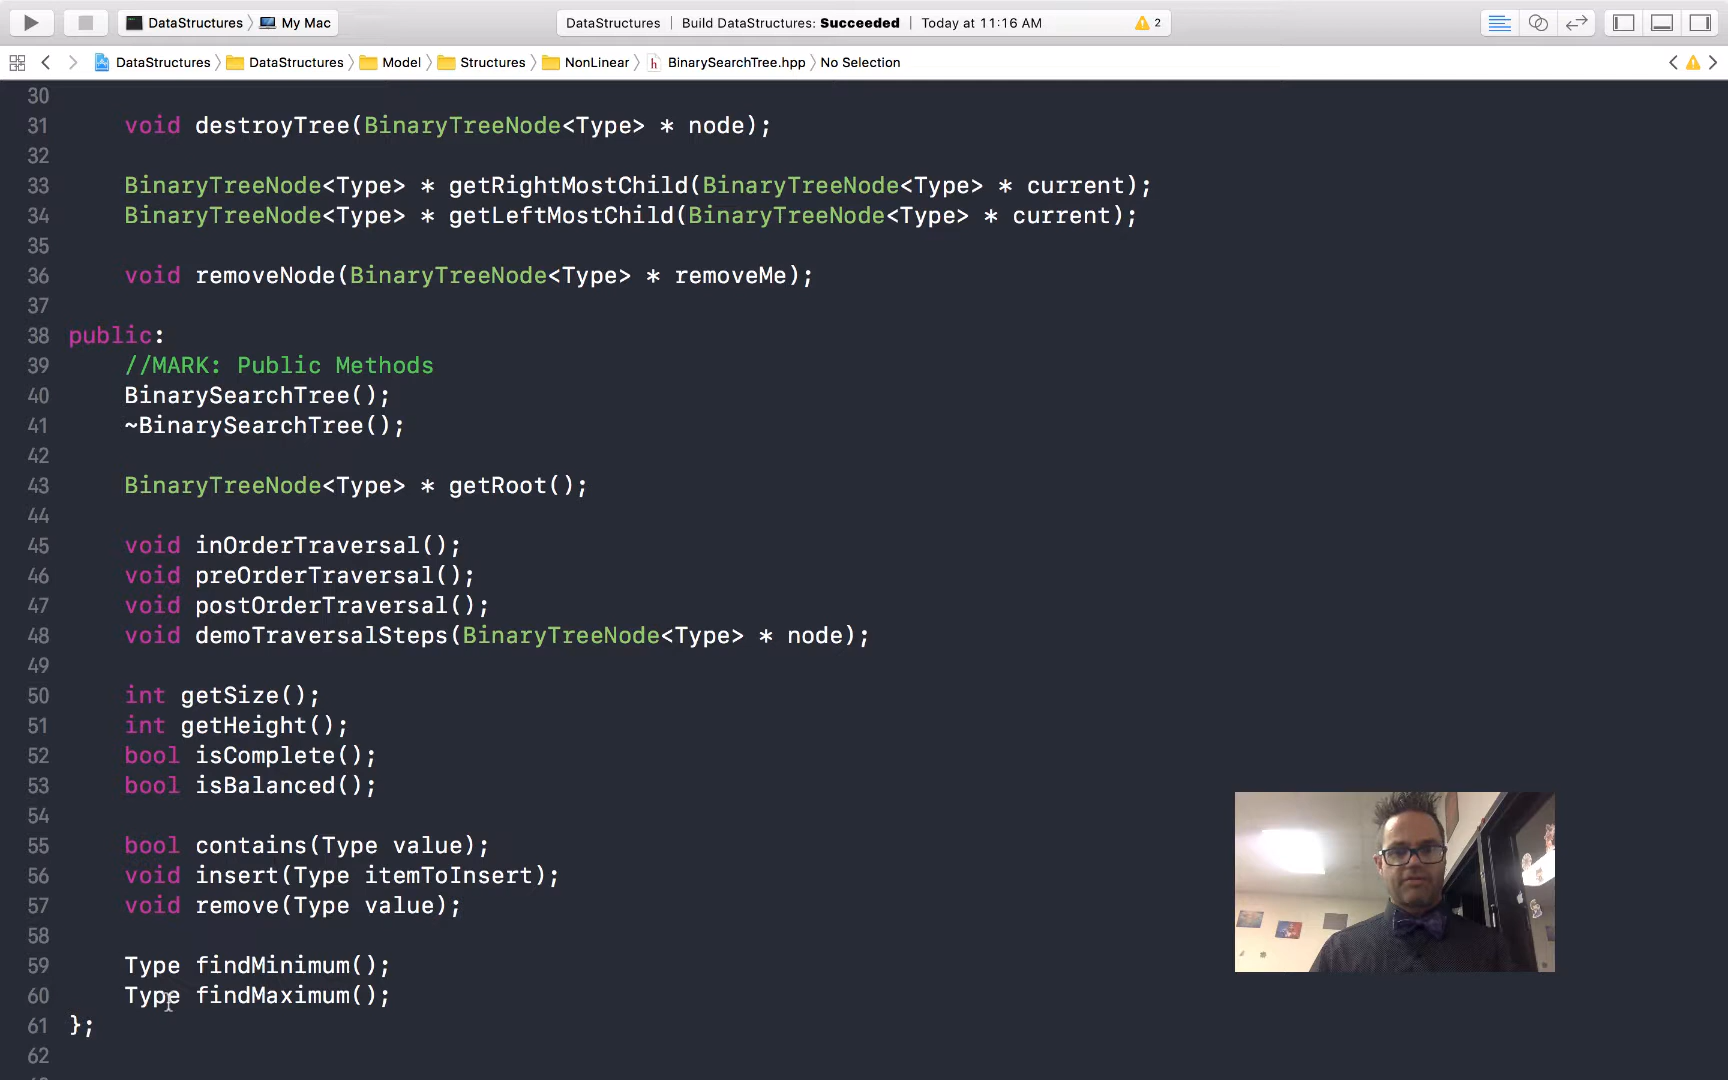 DataStructures My Mac DataStructures | Build DataStructures: Succeeded | Today at 11:16 AM 2
DataStructures DataStructures Model Structures NonLinear h BinarySearchTree.hpp No Selection
30
31 void destroyTree(BinaryTreeNode<Type> * node);
32
33 BinaryTreeNode<Type> * getRightMostChild(BinaryTreeNode<Type> * current);
34 BinaryTreeNode<Type> * getLeftMostChild(BinaryTreeNode<Type> * current);
35
36 void removeNode(BinaryTreeNode<Type> * removeMe);
37
38 public:
39 //MARK: Public Methods
40 BinarySearchTree();
41 ~BinarySearchTree();
42
43 BinaryTreeNode<Type> * getRoot();
44
45 void inOrderTraversal();
46 void preOrderTraversal();
47 void postOrderTraversal();
48 void demoTraversalSteps(BinaryTreeNode<Type> * node);
49
50 int getSize();
51 int getHeight();
52 bool isComplete();
53 bool isBalanced();
54
55 bool contains(Type value);
56 void insert(Type itemToInsert);
57 void remove(Type value);
58
59 Type findMinimum();
60 Type findMaximum();
61 };
62